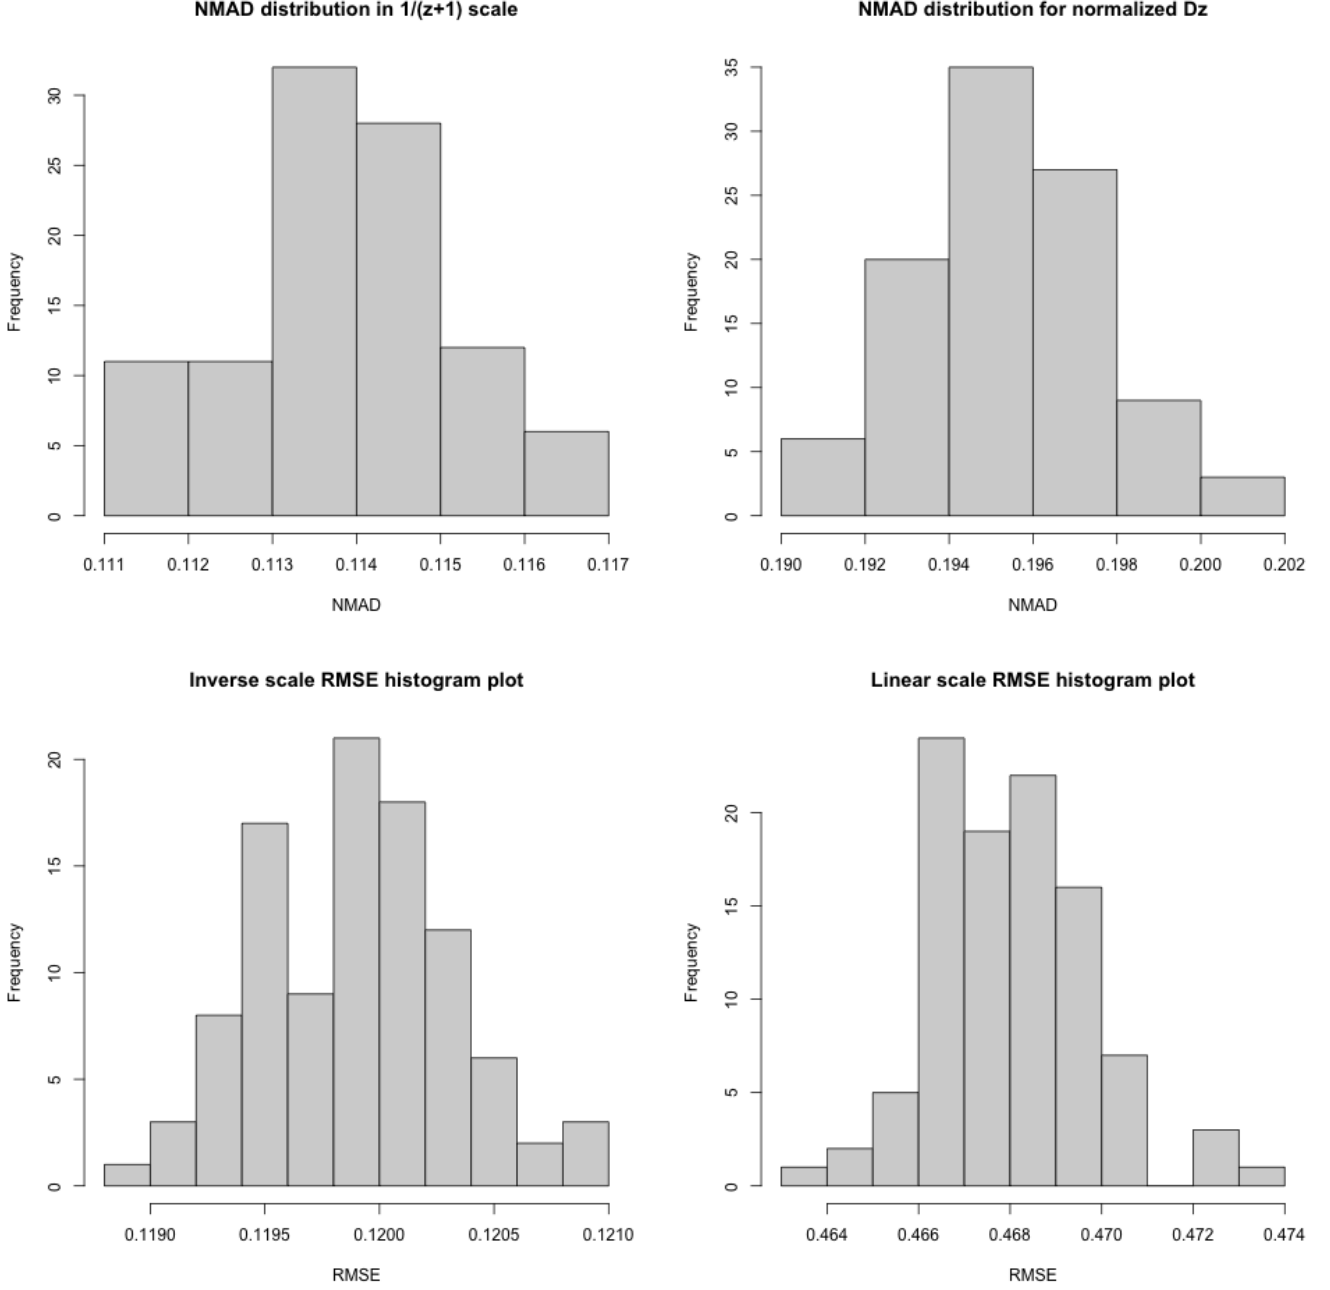 NMAD distribution in 1/(z+1) scale
Frequency
30
25
20
15
10
5
0
0.111 0.112 0.113 0.114 0.115 0.116 0.117
NMAD
NMAD distribution for normalized Dz
Frequency
35
30
25
20
15
10
5
0
0.190 0.192 0.194 0.196 0.198 0.200 0.202
NMAD
Inverse scale RMSE histogram plot
Frequency
20
15
10
5
0
0.1190 0.1195 0.1200 0.1205 0.1210
RMSE
Linear scale RMSE histogram plot
Frequency
20
15
10
5
0
0.464 0.466 0.468 0.470 0.472 0.474
RMSE